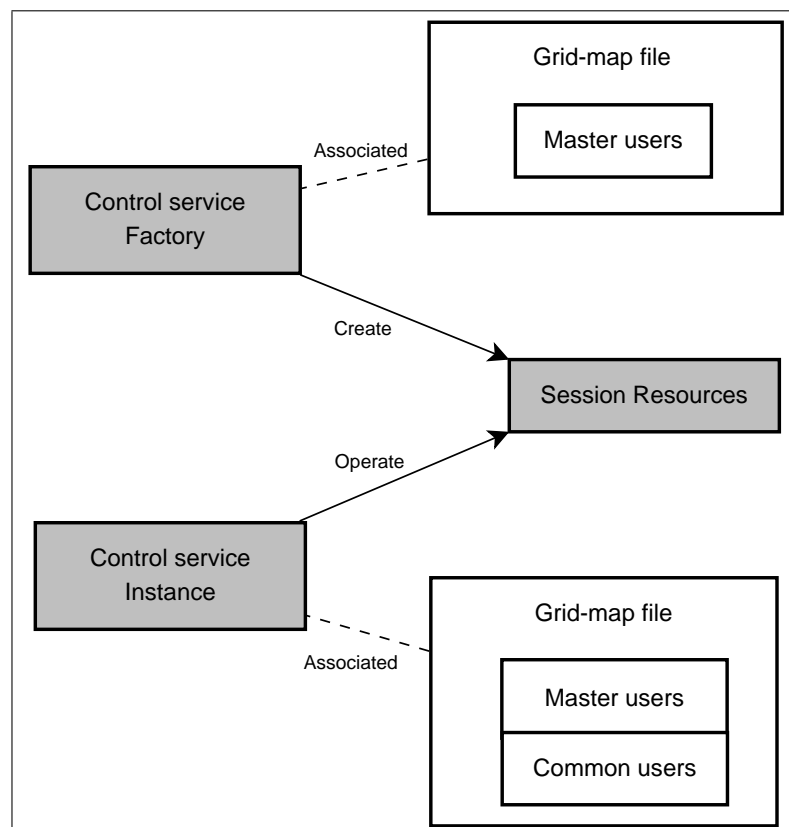 Grid-map file
Master users
Associated
Control service
Factory
Create
Session Resources
Operate
Control service
Instance
Associated
Grid-map file
Master users
Common users